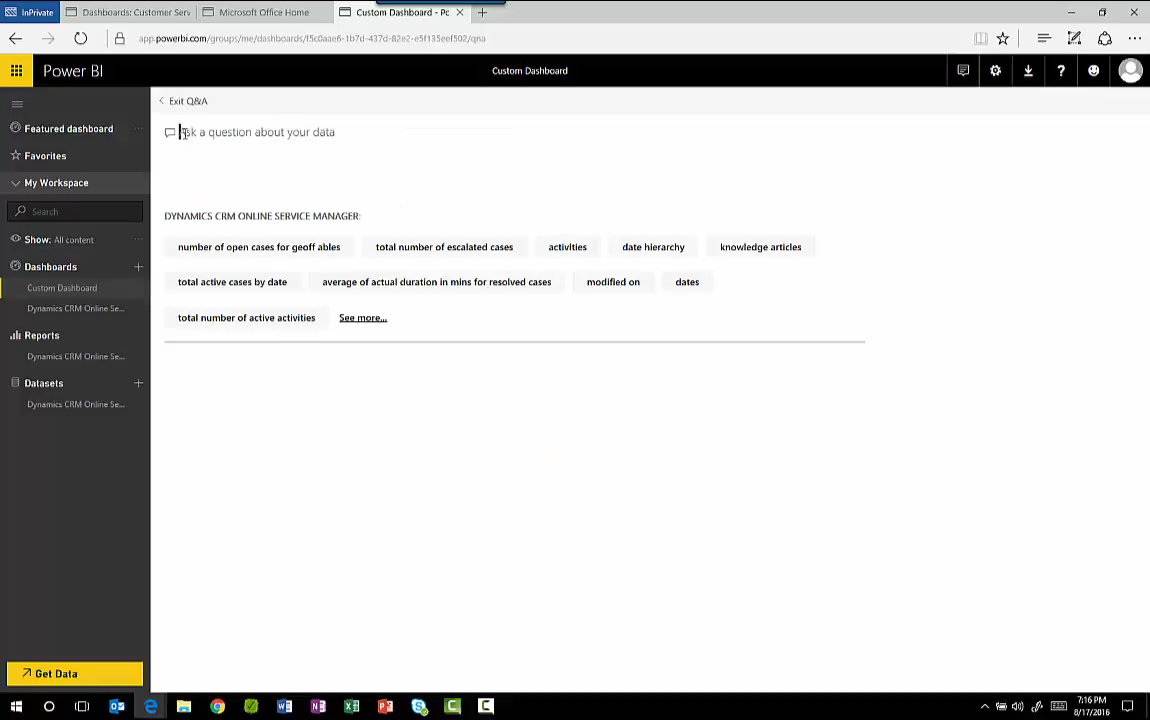 InPrivate Dashboards: Customer Serv Microsoft Office Home Custom Dashboard - Po
app.powerbi.com/groups/me/dashboards/f5c0aae6-1b7d-437d-82e2-e5f135eef502/qna
Power BI Custom Dashboard
Exit Q&A
Featured dashboard
Ask a question about your data
Favorites
My Workspace
Search
DYNAMICS CRM ONLINE SERVICE MANAGER:
Show: All content
number of open cases for geoff ables total number of escalated cases activities date hierarchy knowledge articles
Dashboards
Custom Dashboard
total active cases by date average of actual duration in mins for resolved cases modified on dates
Dynamics CRM Online Se...
total number of active activities See more...
Reports
Dynamics CRM Online Se...
Datasets
Dynamics CRM Online Se...
Get Data
7:16 PM
8/17/2016